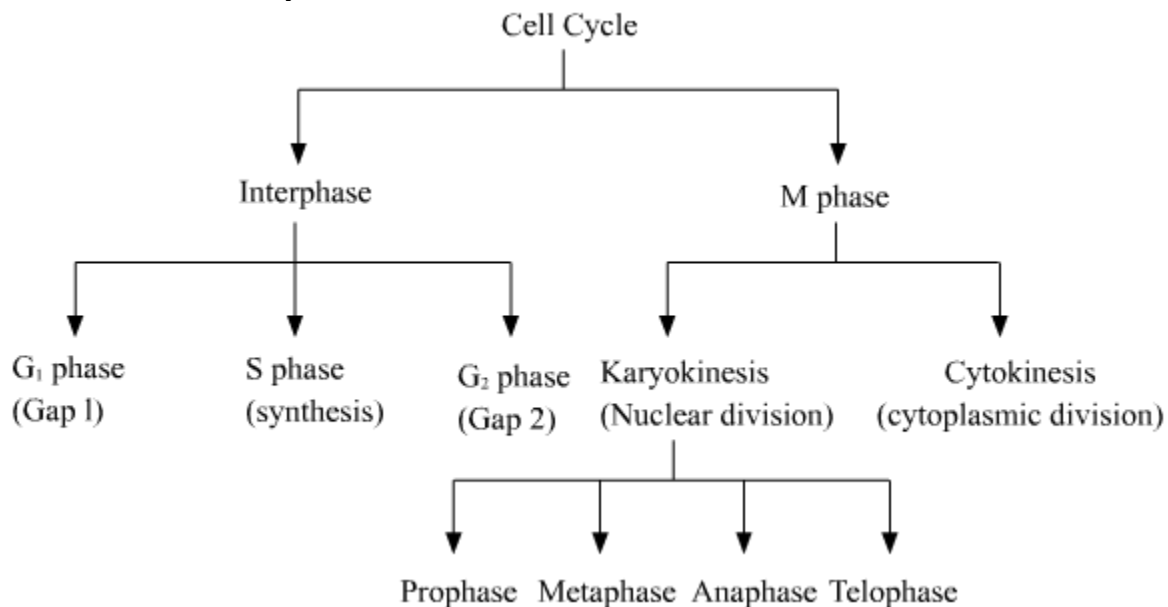 Cell Cycle
Interphase
M phase
G₁ phase
(Gap l)
S phase
(synthesis)
G₂ phase
(Gap 2)
Karyokinesis
(Nuclear division)
Cytokinesis
(cytoplasmic division)
Prophase
Metaphase
Anaphase
Telophase